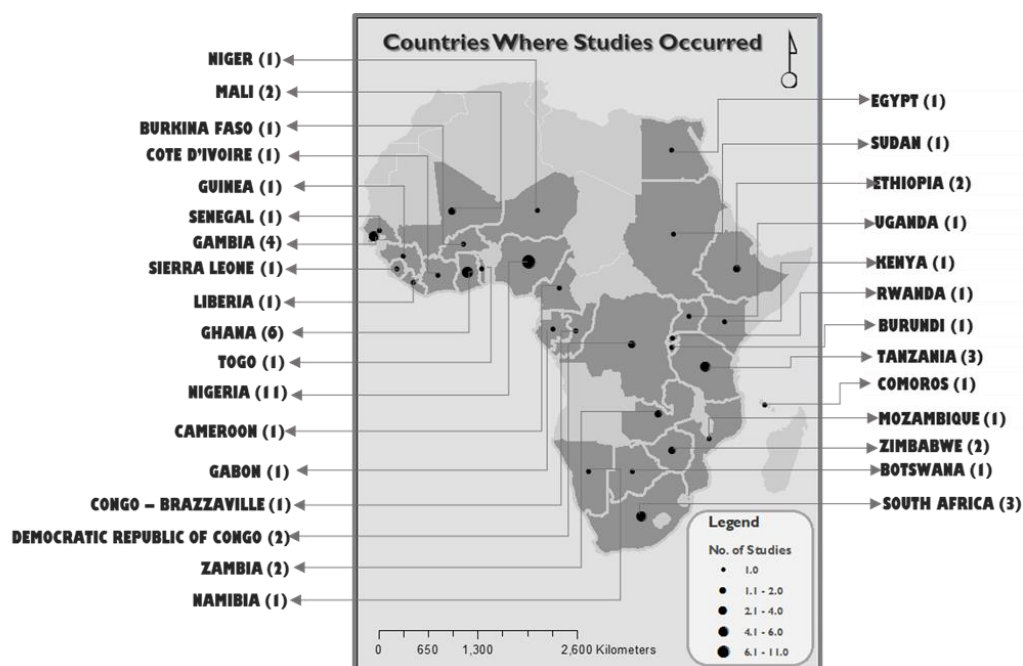 Countries Where Studies Occurred
NIGER (1)
MALI (2)
BURKINA FASO (1)
COTE D'IVOIRE (1)
GUINEA (1)
SENEGAL (1)
GAMBIA (4)
SIERRA LEONE (1)
LIBERIA (1)
GHANA (6)
TOGO (1)
NIGERIA (11)
CAMEROON (1)
GABON (1)
CONGO – BRAZZAVILLE (1)
DEMOCRATIC REPUBLIC OF CONGO (2)
ZAMBIA (2)
NAMIBIA (1)
EGYPT (1)
SUDAN (1)
ETHIOPIA (2)
UGANDA (1)
KENYA (1)
RWANDA (1)
BURUNDI (1)
TANZANIA (3)
COMOROS (1)
MOZAMBIQUE (1)
ZIMBABWE (2)
BOTSWANA (1)
SOUTH AFRICA (3)
Legend
No. of Studies
1.0
1.1 - 2.0
2.1 - 4.0
4.1 - 6.0
6.1 - 11.0
0 650 1,300 2,600 Kilometers